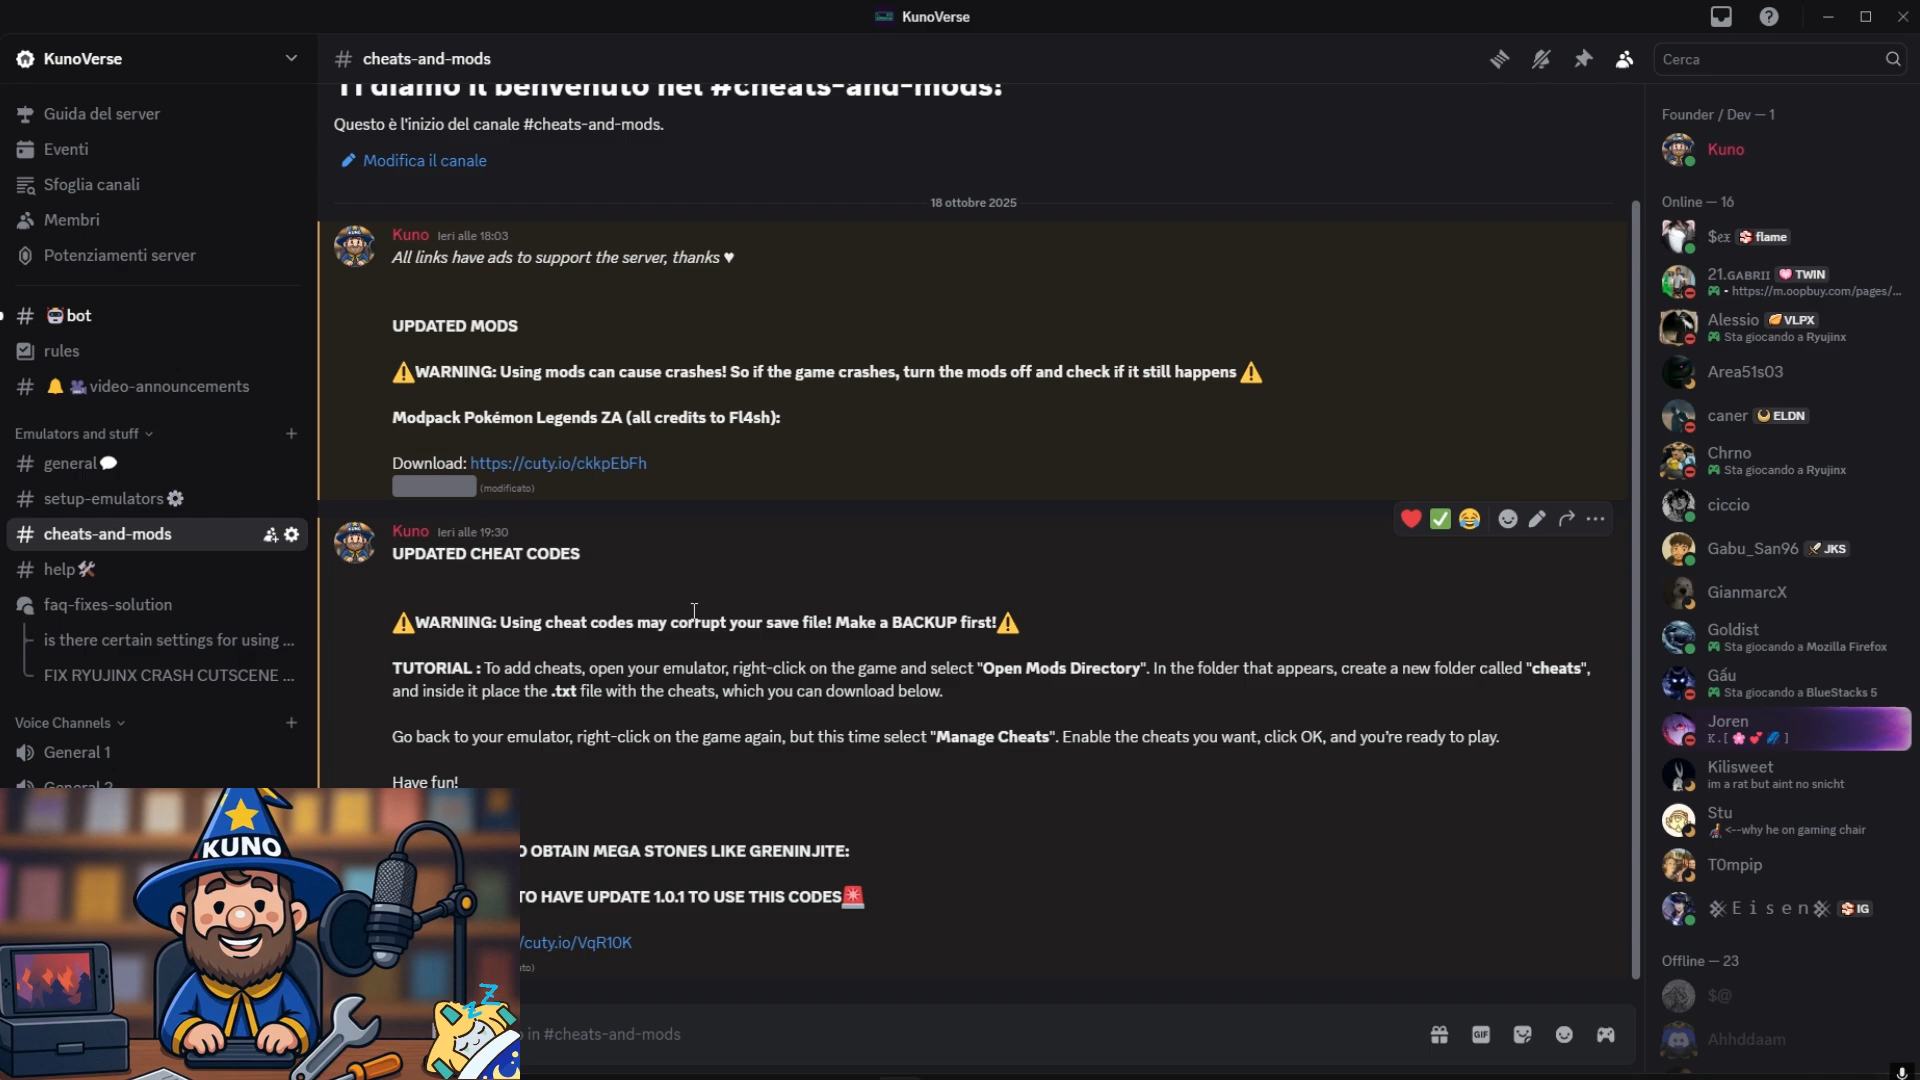 KunoVerse
KunoVerse
Guida del server
Eventi
Sfoglia canali
Membri
Potenziamenti server
bot
rules
video-announcements
Emulators and stuff
general
setup-emulators
cheats-and-mods
help
faq-fixes-solution
is there certain settings for using ...
FIX RYUJINX CRASH CUTSCENE ...
Voice Channels
General 1
KUNO
# cheats-and-mods
Cerca
Ti diamo il benvenuto nel #cheats-and-mods!
Questo è l'inizio del canale #cheats-and-mods.
Modifica il canale
18 ottobre 2025
Kuno Ieri alle 18:03
All links have ads to support the server, thanks ♥
UPDATED MODS
⚠WARNING: Using mods can cause crashes! So if the game crashes, turn the mods off and check if it still happens ⚠
Modpack Pokémon Legends ZA (all credits to Fl4sh):
Download: https://cuty.io/ckkpEbFh
(modificato)
Kuno Ieri alle 19:30
UPDATED CHEAT CODES
⚠WARNING: Using cheat codes may corrupt your save file! Make a BACKUP first!⚠
TUTORIAL : To add cheats, open your emulator, right-click on the game and select "Open Mods Directory". In the folder that appears, create a new folder called "cheats",
and inside it place the .txt file with the cheats, which you can download below.
Go back to your emulator, right-click on the game again, but this time select "Manage Cheats". Enable the cheats you want, click OK, and you're ready to play.
Have fun!
OBTAIN MEGA STONES LIKE GRENINJITE:
TO HAVE UPDATE 1.0.1 TO USE THIS CODES🚨
/cuty.io/VqR10K
in #cheats-and-mods
GIF
Founder / Dev — 1
Kuno
Online — 16
$ex flame
21.GABRII TWIN
https://m.oopbuy.com/pages/...
Alessio VLPX
Sta giocando a Ryujinx
Area51s03
caner ELDN
Chrno
Sta giocando a Ryujinx
ciccio
Gabu_San96 JKS
GianmarcX
Goldist
Sta giocando a Mozilla Firefox
Gấu
Sta giocando a BlueStacks 5
Joren
K.[ 🌸 💕 ]
Kilisweet
im a rat but aint no snicht
Stu
<--why he on gaming chair
T0mpip
Eisen IG
Offline — 23
$@
Ahhddaam